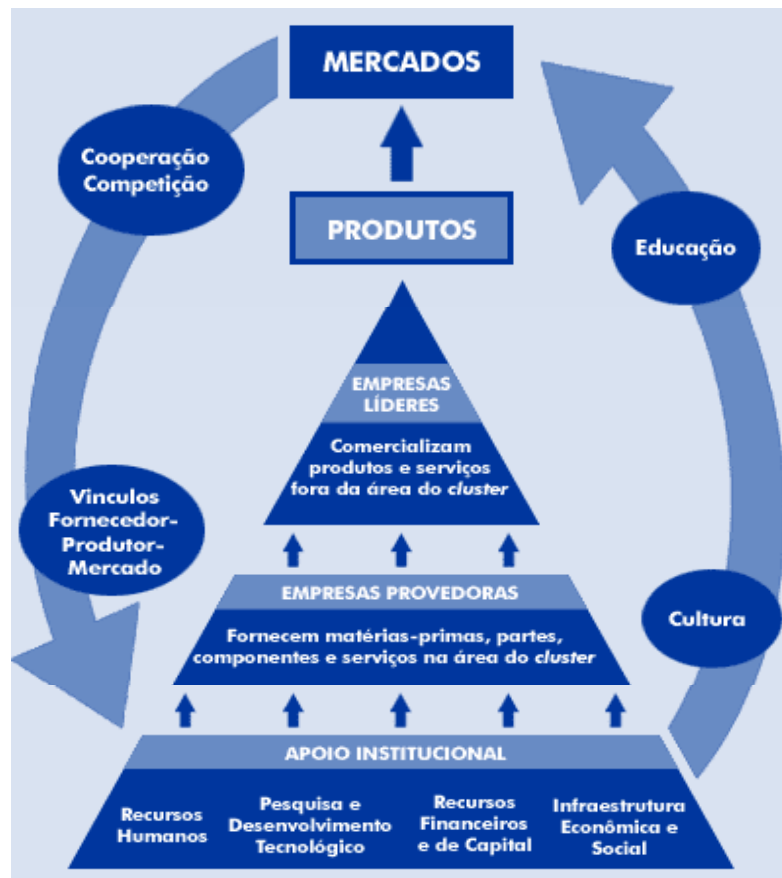 MERCADOS
Cooperação
Competição
PRODUTOS
Educação
EMPRESAS
LÍDERES
Comercializam
produtos e serviços
fora da área do cluster
Vinculos
Fornecedor-
Produtor-
Mercado
EMPRESAS PROVEDORAS
Fornecem matérias-primas, partes,
componentes e serviços na área do cluster
Cultura
APOIO INSTITUCIONAL
Recursos
Humanos
Pesquisa e
Desenvolvimento
Tecnológico
Recursos
Financeiros
e de Capital
Infraestrutura
Econômica e
Social